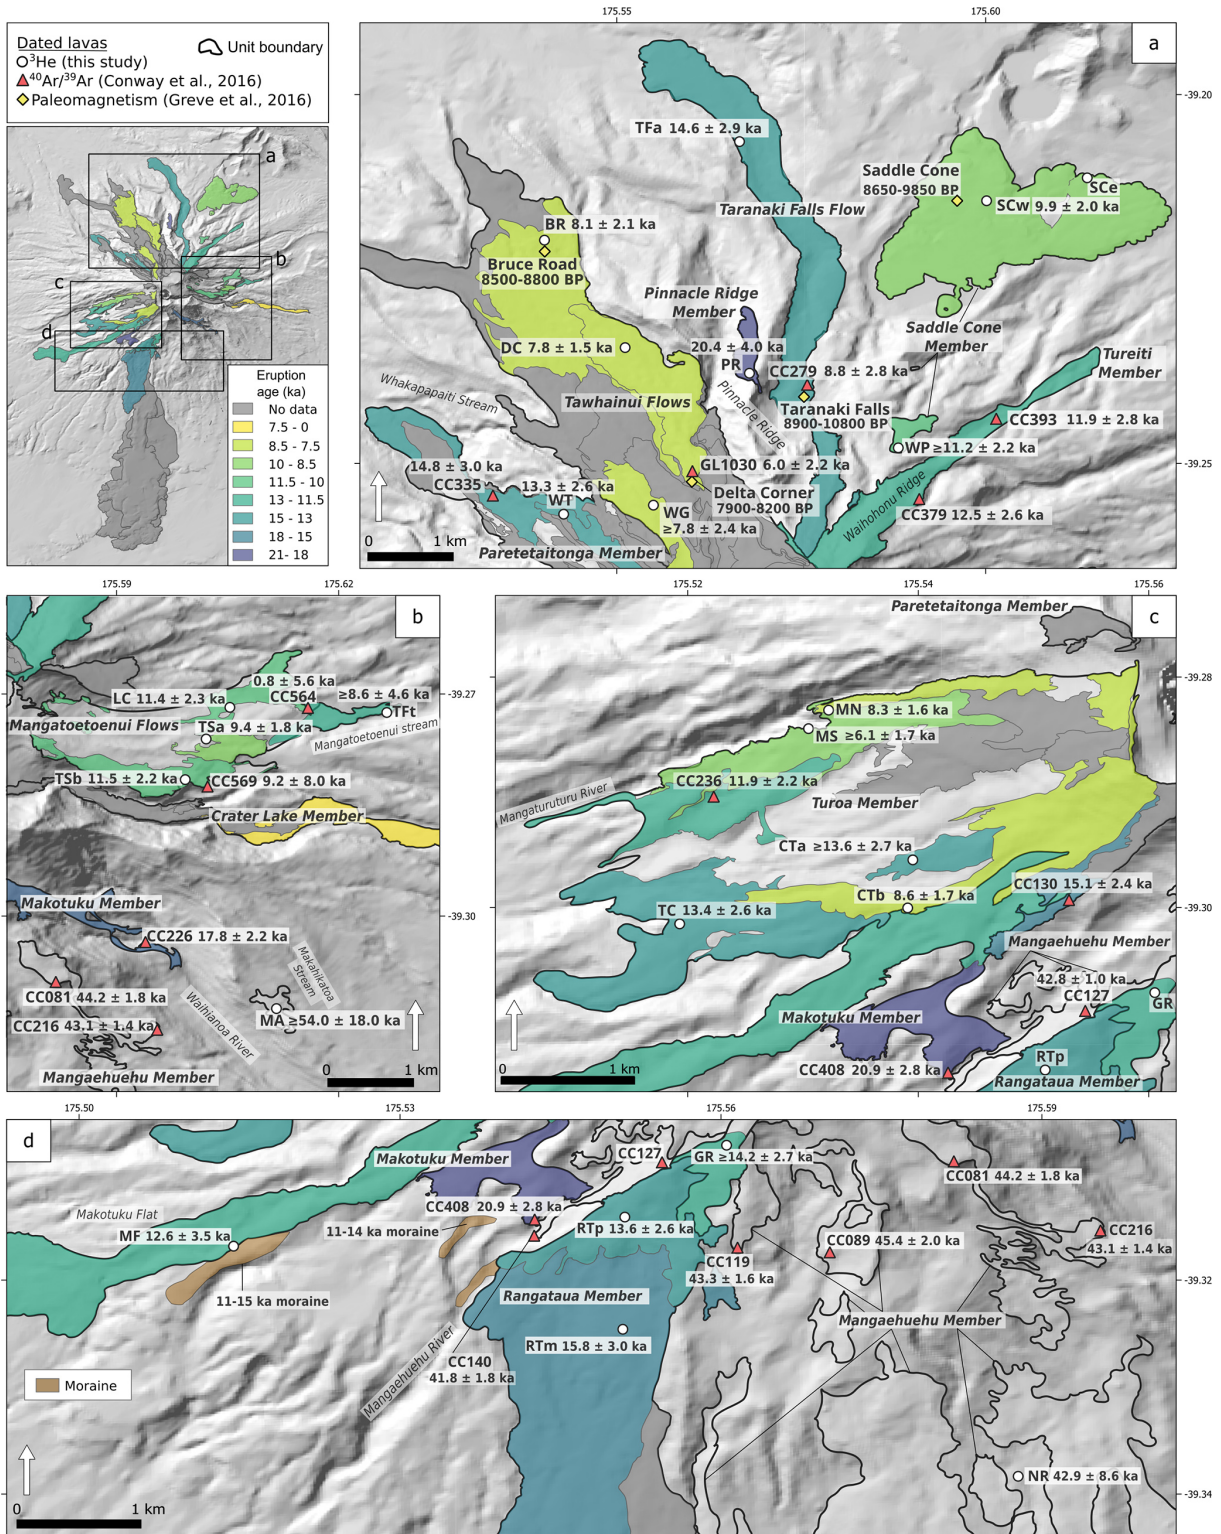 Dated lavas
Unit boundary
³He (this study)
⁴⁰Ar/³⁹Ar (Conway et al., 2016)
Paleomagnetism (Greve et al., 2016)
a
b
c
d
Eruption
age (ka)
No data
7.5 - 0
8.5 - 7.5
10 - 8.5
11.5 - 10
13 - 11.5
15 - 13
18 - 15
21- 18
175.55
175.60
a
-39.20
TFa 14.6 ± 2.9 ka
Saddle Cone
8650-9850 BP
SCe
SCw 9.9 ± 2.0 ka
Taranaki Falls Flow
BR 8.1 ± 2.1 ka
Bruce Road
8500-8800 BP
Pinnacle Ridge
Member
Saddle Cone
Member
DC 7.8 ± 1.5 ka
20.4 ± 4.0 ka
PR
CC279 8.8 ± 2.8 ka
Tureiti
Member
Whakapapaiti Stream
Tawhainui Flows
Pinnacle Ridge
Taranaki Falls
8900-10800 BP
CC393 11.9 ± 2.8 ka
WP ≥11.2 ± 2.2 ka
14.8 ± 3.0 ka
CC335
13.3 ± 2.6 ka
WT
GL1030 6.0 ± 2.2 ka
-39.25
Delta Corner
7900-8200 BP
Waihohonu Ridge
WG
≥7.8 ± 2.4 ka
CC379 12.5 ± 2.6 ka
0 1 km
Paretetaitonga Member
175.59
175.62
b
0.8 ± 5.6 ka
CC564
≥8.6 ± 4.6 ka
LC 11.4 ± 2.3 ka
-39.27
TFt
Mangatoetoenui Flows
TSa 9.4 ± 1.8 ka
Mangatoetoenui stream
TSb 11.5 ± 2.2 ka
CC569 9.2 ± 8.0 ka
Crater Lake Member
Makotuku Member
-39.30
CC226 17.8 ± 2.2 ka
Makahikatoa
Stream
CC081 44.2 ± 1.8 ka
Waihianoa River
MA ≥54.0 ± 18.0 ka
CC216 43.1 ± 1.4 ka
Mangaehuehu Member
0 1 km
175.52
175.54
175.56
c
Paretetaitonga Member
-39.28
MN 8.3 ± 1.6 ka
MS ≥6.1 ± 1.7 ka
CC236 11.9 ± 2.2 ka
Mangaturuturu River
Turoa Member
CTa ≥13.6 ± 2.7 ka
CC130 15.1 ± 2.4 ka
CTb 8.6 ± 1.7 ka
TC 13.4 ± 2.6 ka
-39.30
Mangaehuehu Member
42.8 ± 1.0 ka
CC127
GR
Makotuku Member
RTp
CC408 20.9 ± 2.8 ka
Rangataua Member
0 1 km
175.50
175.53
175.56
175.59
d
Makotuku Member
CC127
GR ≥14.2 ± 2.7 ka
CC081 44.2 ± 1.8 ka
Makotuku Flat
CC408 20.9 ± 2.8 ka
11-14 ka moraine
RTp 13.6 ± 2.6 ka
MF 12.6 ± 3.5 ka
CC089 45.4 ± 2.0 ka
CC216
43.1 ± 1.4 ka
CC119
43.3 ± 1.6 ka
-39.32
11-15 ka moraine
Rangataua Member
Mangaehuehu Member
RTm 15.8 ± 3.0 ka
Mangaehuehu River
CC140
41.8 ± 1.8 ka
Moraine
NR 42.9 ± 8.6 ka
-39.34
0 1 km